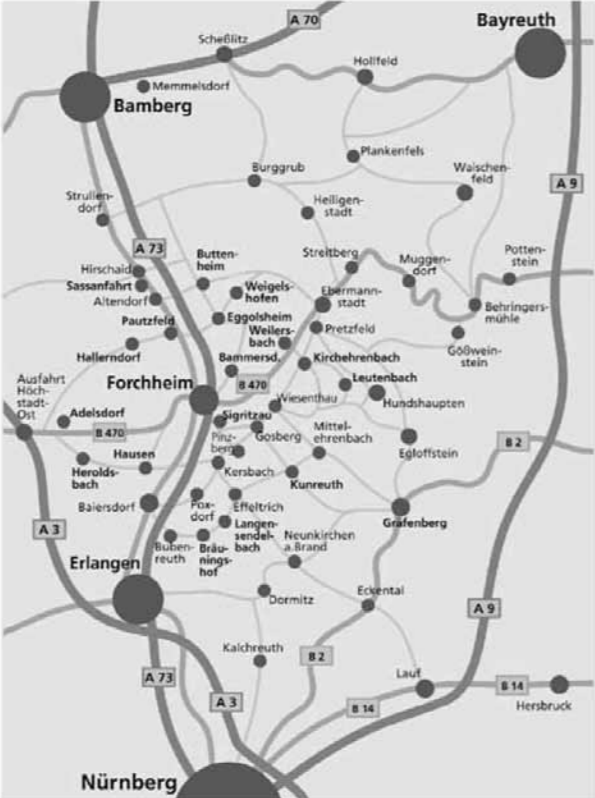 A 70
Bayreuth
Scheßlitz
Hollfeld
Memmelsdorf
Bamberg
Plankenfels
Burggrub
Waischen-
feld
A 9
Strullen-
dorf
Heiligen-
stadt
A 73
Streitberg
Potten-
stein
Butten-
heim
Muggen-
dorf
Hirschaid
Sassanfahrt
Altendorf
Weigels-
hofen
Ebermann-
stadt
Behringers-
mühle
Pautzfeld
Eggolsheim
Weilers-
bach
Pretzfeld
Hallerndorf
Bammersd.
Kirchehrenbach
Gößwein-
stein
Ausfahrt
Höch-
stadt-
Ost
Forchheim
B 470
Leutenbach
Hundshaupten
Wiesenthau
Adelsdorf
B 470
Sigritzau
Gosberg
Mittel-
ehrenbach
B 2
Pinz-
berg
Egloffstein
Hausen
Herolds-
bach
Kersbach
Kunreuth
Baiersdorf
Pox-
dorf
Effeltrich
Gräfenberg
A 3
Langen-
sendel-
bach
Neunkirchen
a.Brand
Buben-
reuth
Bräu-
nings-
hof
Erlangen
Dormitz
Eckental
A 9
Kalchreuth
B 2
A 73
A 3
Lauf
B 14
B 14
Hersbruck
Nürnberg